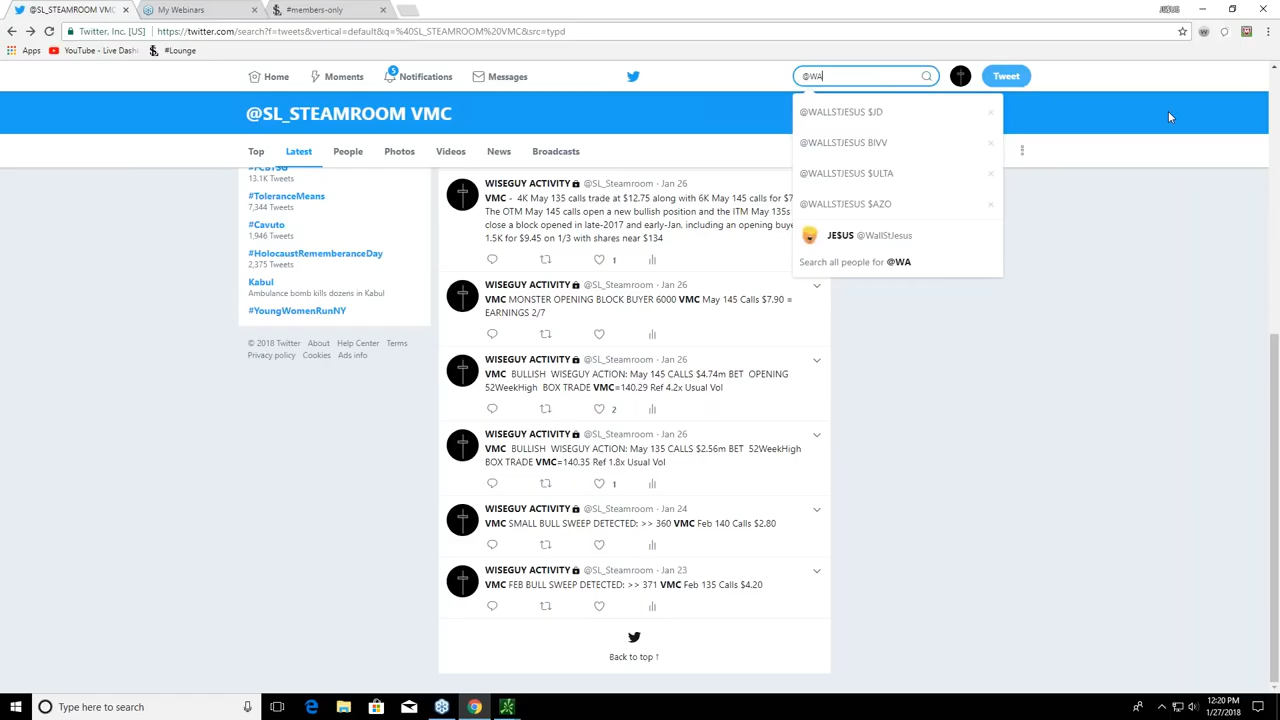 @SL_STEAMROOM VMC
My Webinars
#members-only
JESUS
Twitter, Inc. [US]
https://twitter.com/search?f=tweets&vertical=default&q=%40SL_STEAMROOM%20VMC&src=typd
Apps
YouTube - Live Dash
#Lounge
Home
Moments
5
Notifications
Messages
@WA
Tweet
@SL_STEAMROOM VMC
@WALLSTJESUS $JD
@WALLSTJESUS BIVV
@WALLSTJESUS $ULTA
@WALLSTJESUS $AZO
JE$US @WallStJesus
Search all people for @WA
Top
Latest
People
Photos
Videos
News
Broadcasts
13.1K Tweets
#ToleranceMeans
7,344 Tweets
#Cavuto
1,946 Tweets
#HolocaustRememberanceDay
2,375 Tweets
Kabul
Ambulance bomb kills dozens in Kabul
#YoungWomenRunNY
© 2018 Twitter About Help Center Terms
Privacy policy Cookies Ads info
WISEGUY ACTIVITY @SL_Steamroom · Jan 26
VMC - 4K May 135 calls trade at $12.75 along with 6K May 145 calls for $7
The OTM May 145 calls open a new bullish position and the ITM May 135s
close a block opened in late-2017 and early-Jan, including an opening buye
1.5K for $9.45 on 1/3 with shares near $134
1
WISEGUY ACTIVITY @SL_Steamroom · Jan 26
VMC MONSTER OPENING BLOCK BUYER 6000 VMC May 145 Calls $7.90 =
EARNINGS 2/7
WISEGUY ACTIVITY @SL_Steamroom · Jan 26
VMC BULLISH WISEGUY ACTION: May 145 CALLS $4.74m BET OPENING
52WeekHigh BOX TRADE VMC=140.29 Ref 4.2x Usual Vol
2
WISEGUY ACTIVITY @SL_Steamroom · Jan 26
VMC BULLISH WISEGUY ACTION: May 135 CALLS $2.56m BET 52WeekHigh
BOX TRADE VMC=140.35 Ref 1.8x Usual Vol
1
WISEGUY ACTIVITY @SL_Steamroom · Jan 24
VMC SMALL BULL SWEEP DETECTED: >> 360 VMC Feb 140 Calls $2.80
WISEGUY ACTIVITY @SL_Steamroom · Jan 23
VMC FEB BULL SWEEP DETECTED: >> 371 VMC Feb 135 Calls $4.20
Back to top ↑
Type here to search
12:20 PM
1/27/2018